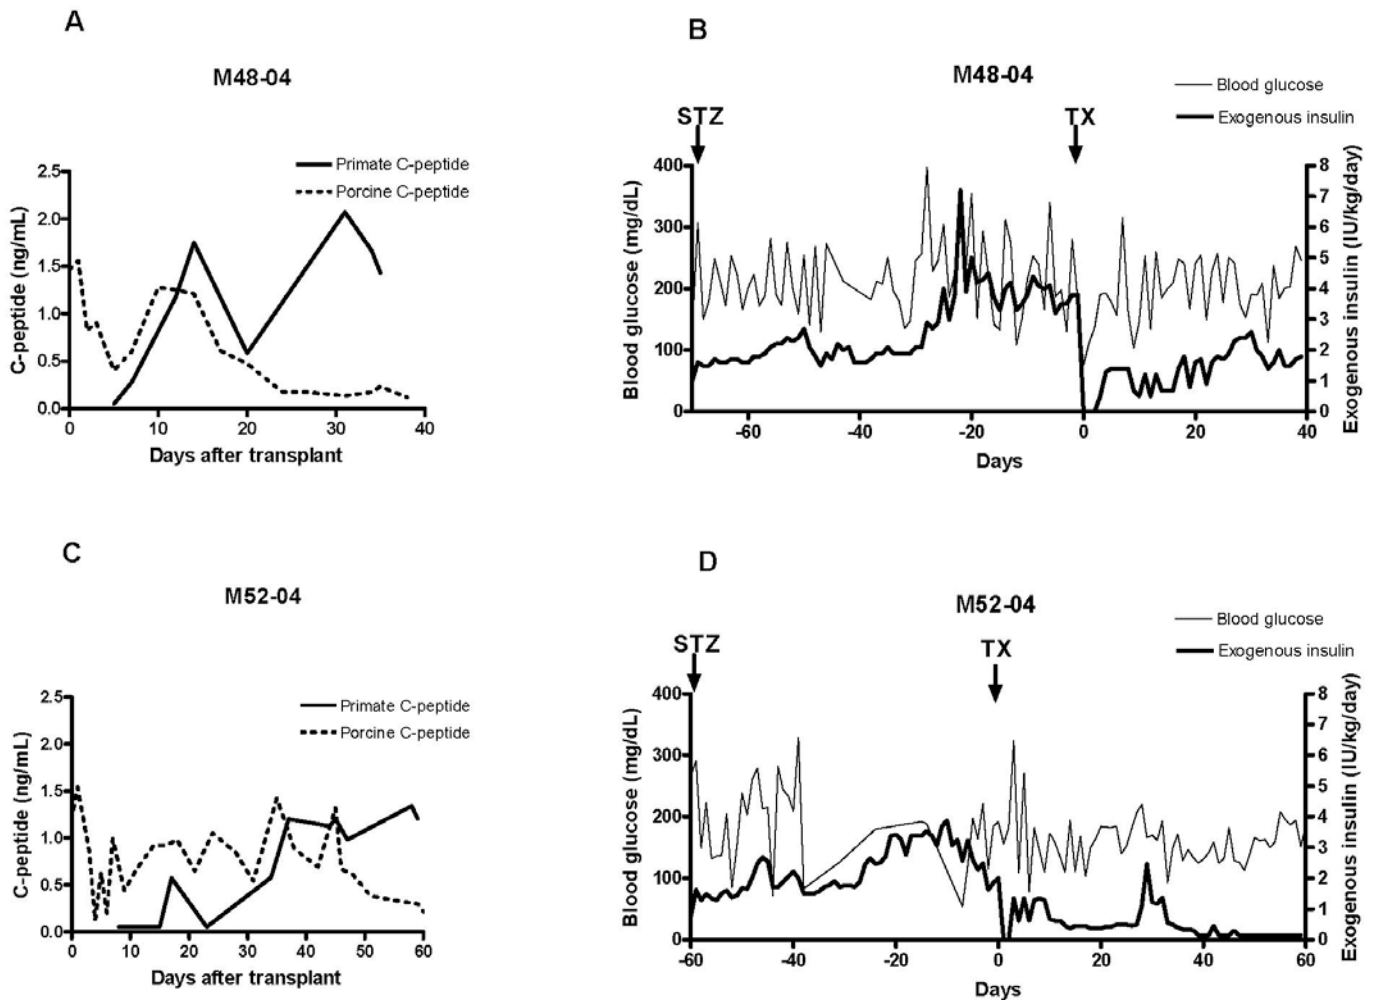 A
M48-04
Primate C-peptide
Porcine C-peptide
C-peptide (ng/mL)
2.5
2.0
1.5
1.0
0.5
0.0
0 10 20 30 40
Days after transplant
B
M48-04
Blood glucose
Exogenous insulin
STZ
TX
Blood glucose (mg/dL)
400
300
200
100
0
8
7
6
5
4
3
2
1
0
Exogenous insulin (IU/kg/day)
-60 -40 -20 0 20 40
Days
C
M52-04
Primate C-peptide
Porcine C-peptide
C-peptide (ng/mL)
2.5
2.0
1.5
1.0
0.5
0.0
0 10 20 30 40 50 60
Days after transplant
D
M52-04
Blood glucose
Exogenous insulin
STZ
TX
Blood glucose (mg/dL)
400
300
200
100
0
8
7
6
5
4
3
2
1
0
Exogenous insulin (IU/kg/day)
-60 -40 -20 0 20 40 60
Days